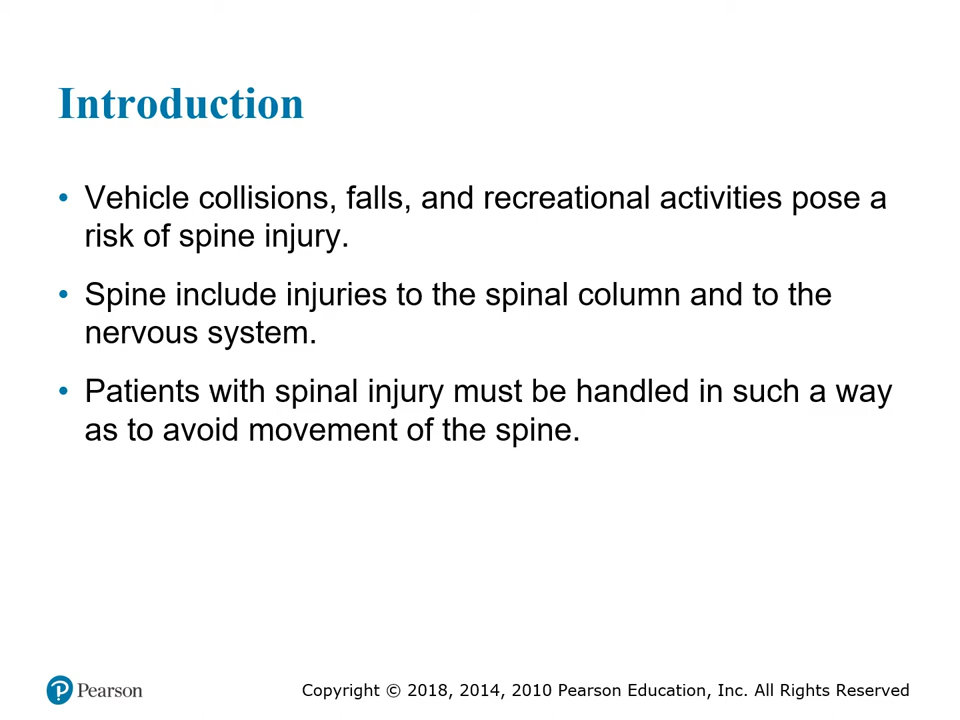 Introduction
• Vehicle collisions, falls, and recreational activities pose a
risk of spine injury.
• Spine include injuries to the spinal column and to the
nervous system.
• Patients with spinal injury must be handled in such a way
as to avoid movement of the spine.
Pearson
Copyright © 2018, 2014, 2010 Pearson Education, Inc. All Rights Reserved